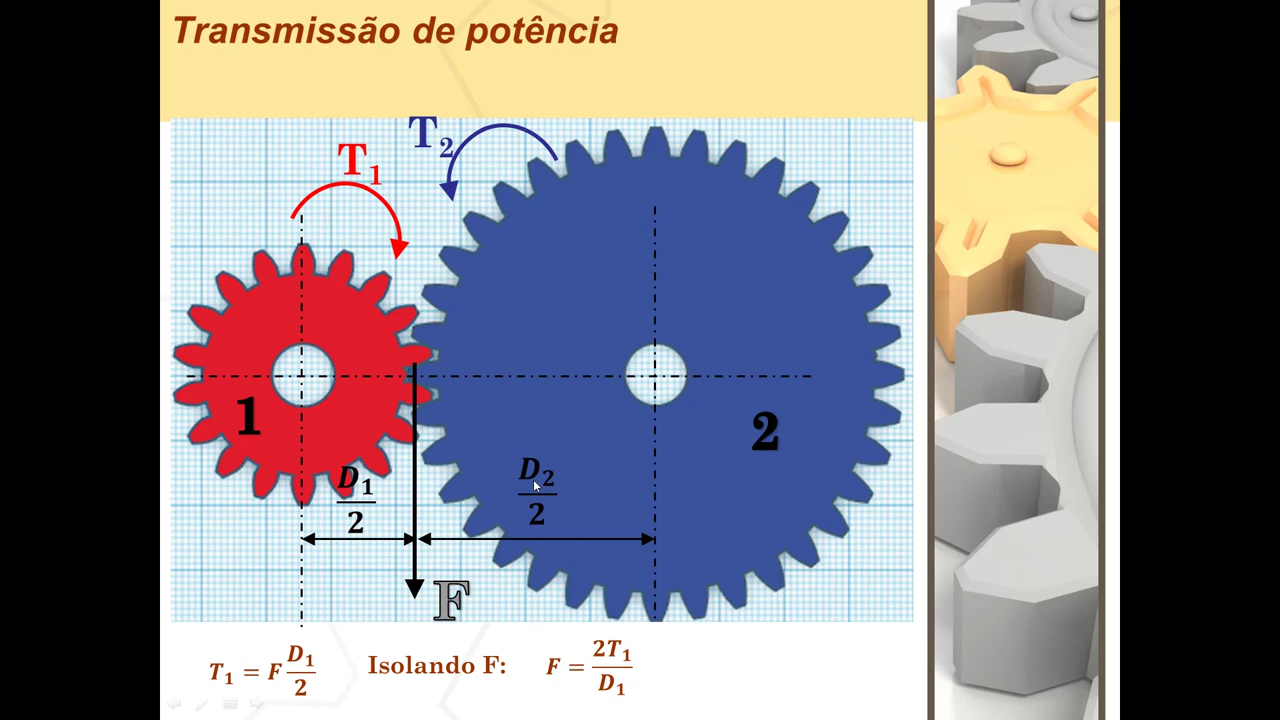 Transmissão de potência
T₂
T₁
1
2
D₁/2
D₂/2
F
T₁ = F D₁/2 Isolando F: F = 2T₁/D₁